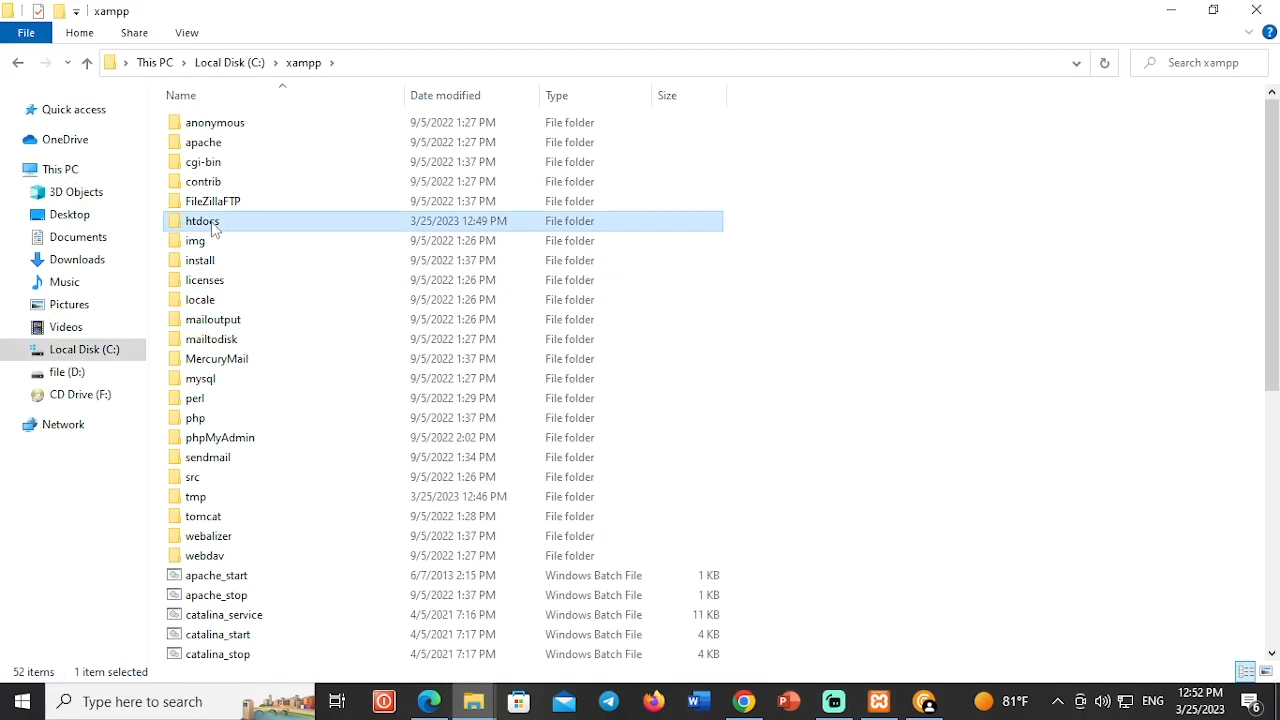 xampp
File Home Share View
This PC Local Disk (C:) xampp Search xampp
Name Date modified Type Size
Quick access
OneDrive
This PC
3D Objects
Desktop
Documents
Downloads
Music
Pictures
Videos
Local Disk (C:)
file (D:)
CD Drive (F:)
Network
anonymous 9/5/2022 1:27 PM File folder
apache 9/5/2022 1:27 PM File folder
cgi-bin 9/5/2022 1:37 PM File folder
contrib 9/5/2022 1:27 PM File folder
FileZillaFTP 9/5/2022 1:37 PM File folder
htdocs 3/25/2023 12:49 PM File folder
img 9/5/2022 1:26 PM File folder
install 9/5/2022 1:37 PM File folder
licenses 9/5/2022 1:26 PM File folder
locale 9/5/2022 1:26 PM File folder
mailoutput 9/5/2022 1:26 PM File folder
mailtodisk 9/5/2022 1:27 PM File folder
MercuryMail 9/5/2022 1:37 PM File folder
mysql 9/5/2022 1:27 PM File folder
perl 9/5/2022 1:29 PM File folder
php 9/5/2022 1:37 PM File folder
phpMyAdmin 9/5/2022 2:02 PM File folder
sendmail 9/5/2022 1:34 PM File folder
src 9/5/2022 1:26 PM File folder
tmp 3/25/2023 12:46 PM File folder
tomcat 9/5/2022 1:28 PM File folder
webalizer 9/5/2022 1:37 PM File folder
webdav 9/5/2022 1:27 PM File folder
apache_start 6/7/2013 2:15 PM Windows Batch File 1 KB
apache_stop 9/5/2022 1:37 PM Windows Batch File 1 KB
catalina_service 4/5/2021 7:16 PM Windows Batch File 11 KB
catalina_start 4/5/2021 7:17 PM Windows Batch File 4 KB
catalina_stop 4/5/2021 7:17 PM Windows Batch File 4 KB
52 items 1 item selected
Type here to search 81°F ENG 12:52 PM
3/25/2023 6